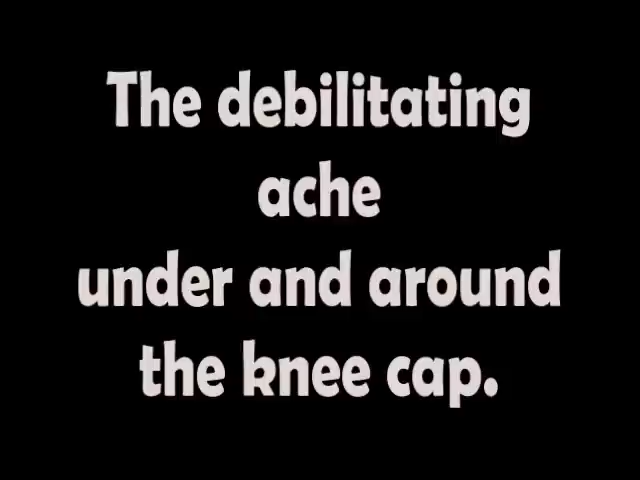 The debilitating
ache
under and around
the knee cap.